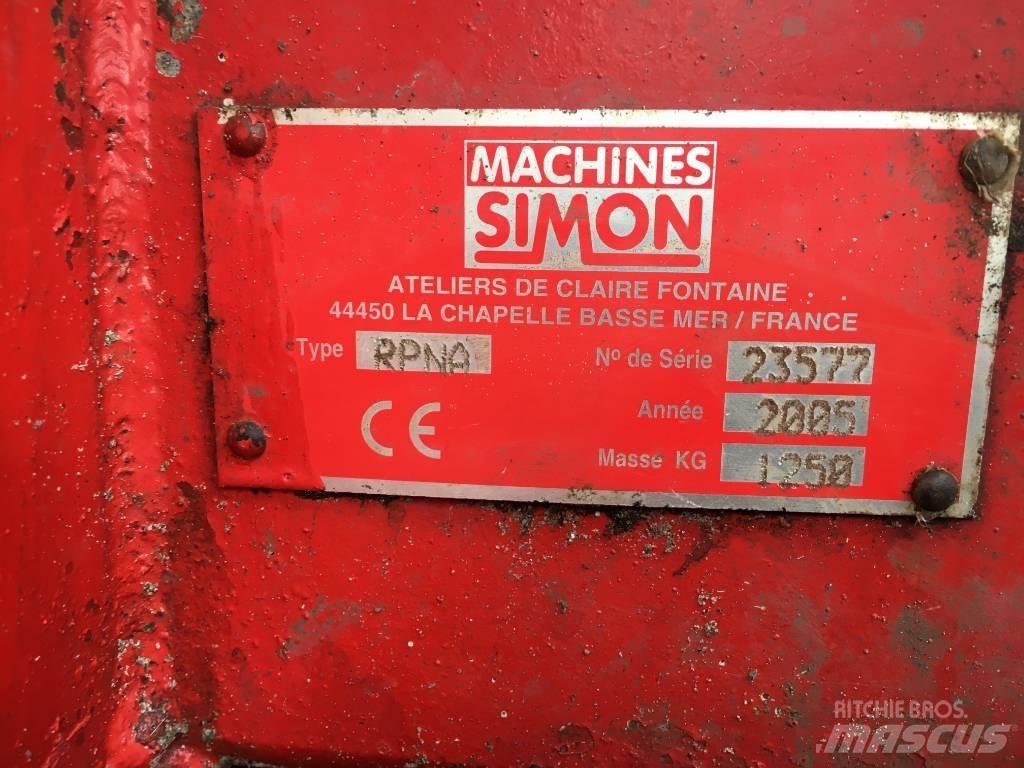 MACHINES
SIMON
ATELIERS DE CLAIRE FONTAINE
44450 LA CHAPELLE BASSE MER / FRANCE
Type RPNA N° de Série 23577
CE Année 2005
Masse KG 1250
RITCHIE BROS.
MASCUS